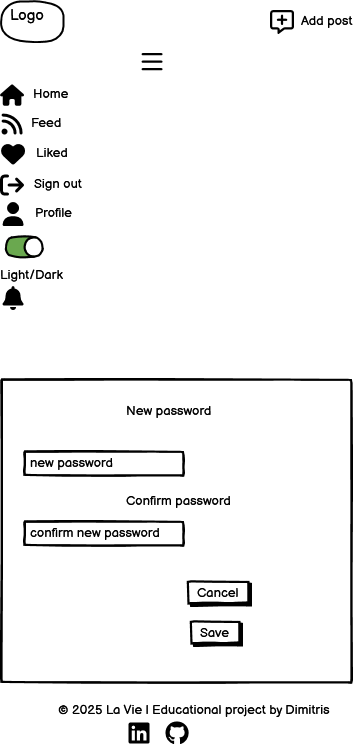 Logo
Add post
Home
Feed
Liked
Sign out
Profile
Light/Dark
New password
new password
Confirm password
confirm new password
Cancel
Save
© 2025 La Vie | Educational project by Dimitris
in